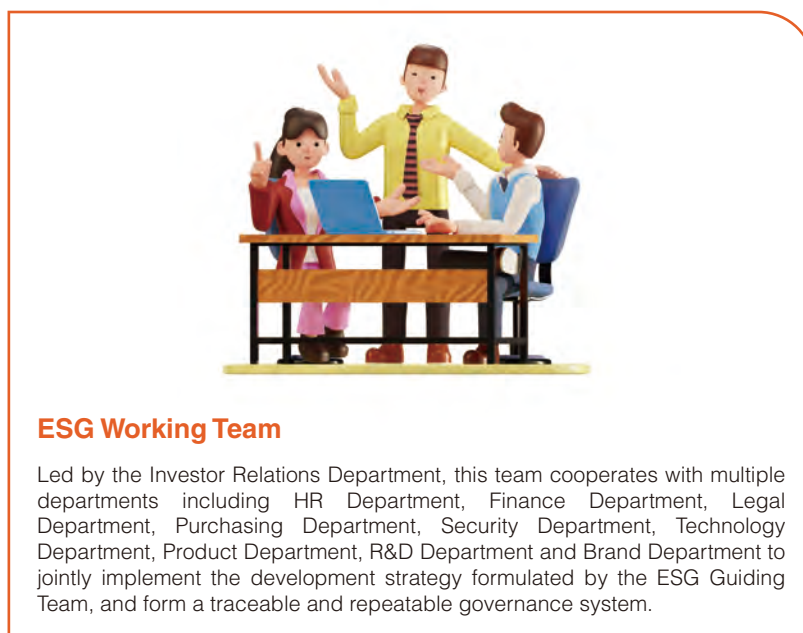 ESG Working Team
Led by the Investor Relations Department, this team cooperates with multiple
departments including HR Department, Finance Department, Legal
Department, Purchasing Department, Security Department, Technology
Department, Product Department, R&D Department and Brand Department to
jointly implement the development strategy formulated by the ESG Guiding
Team, and form a traceable and repeatable governance system.